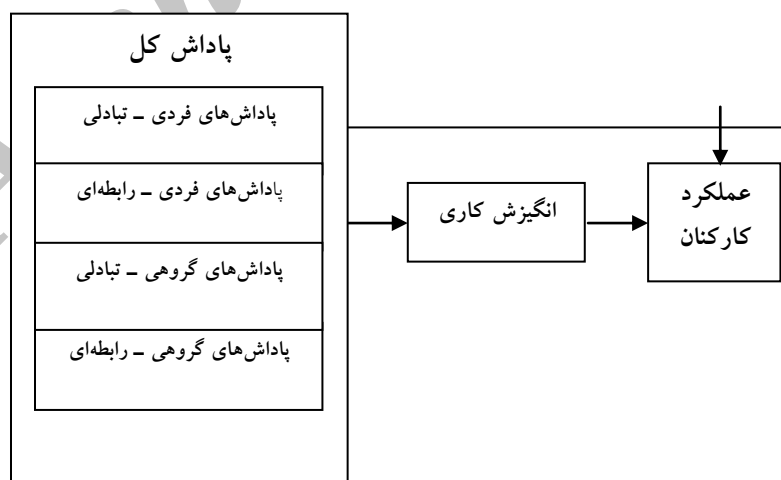 پاداش کل
پاداش‌های فردی – تبادلی
پاداش‌های فردی – رابطه‌ای
پاداش‌های گروهی – تبادلی
پاداش‌های گروهی – رابطه‌ای
انگیزش کاری
عملکرد
کارکنان